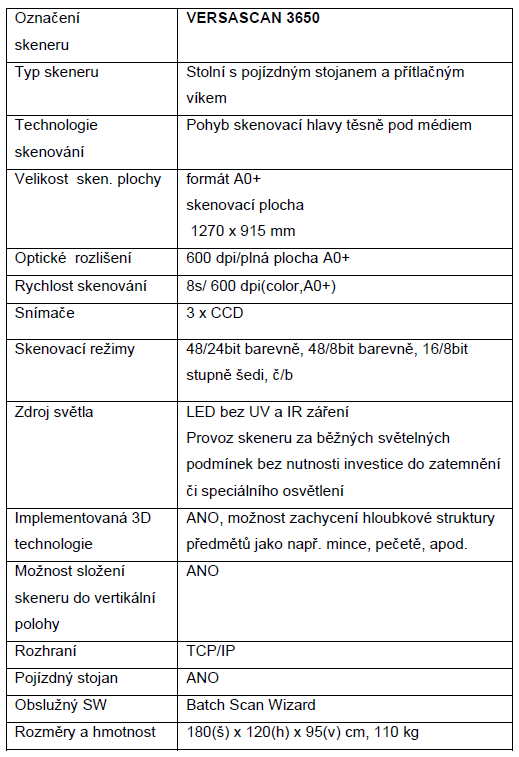 Označení VERSASCAN 3650
skeneru
Typ skeneru Stolní s pojízdným stojanem a přítlačným
víkem
Technologie Pohyb skenovací hlavy těsně pod médiem
skenování
Velikost sken. plochy formát A0+
skenovací plocha
1270 x 915 mm
Optické rozlišení 600 dpi/plná plocha A0+
Rychlost skenování 8s/ 600 dpi(color,A0+)
Snímače 3 x CCD
Skenovací režimy 48/24bit barevně, 48/8bit barevně, 16/8bit
stupně šedi, č/b
Zdroj světla LED bez UV a IR záření
Provoz skeneru za běžných světelných
podmínek bez nutnosti investice do zatemnění
či speciálního osvětlení
Implementovaná 3D ANO, možnost zachycení hloubkové struktury
technologie předmětů jako např. mince, pečetě, apod.
Možnost složení ANO
skeneru do vertikální
polohy
Rozhraní TCP/IP
Pojízdný stojan ANO
Obslužný SW Batch Scan Wizard
Rozměry a hmotnost 180(š) x 120(h) x 95(v) cm, 110 kg